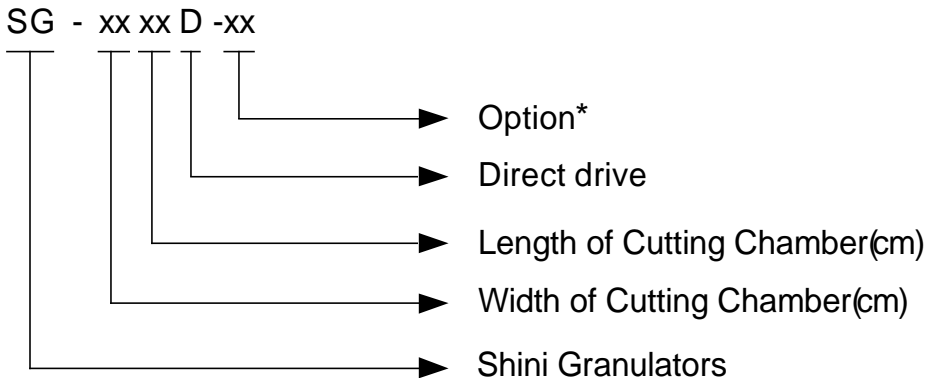 SG - xx xx D -xx
Option*
Direct drive
Length of Cutting Chamber(cm)
Width of Cutting Chamber(cm)
Shini Granulators